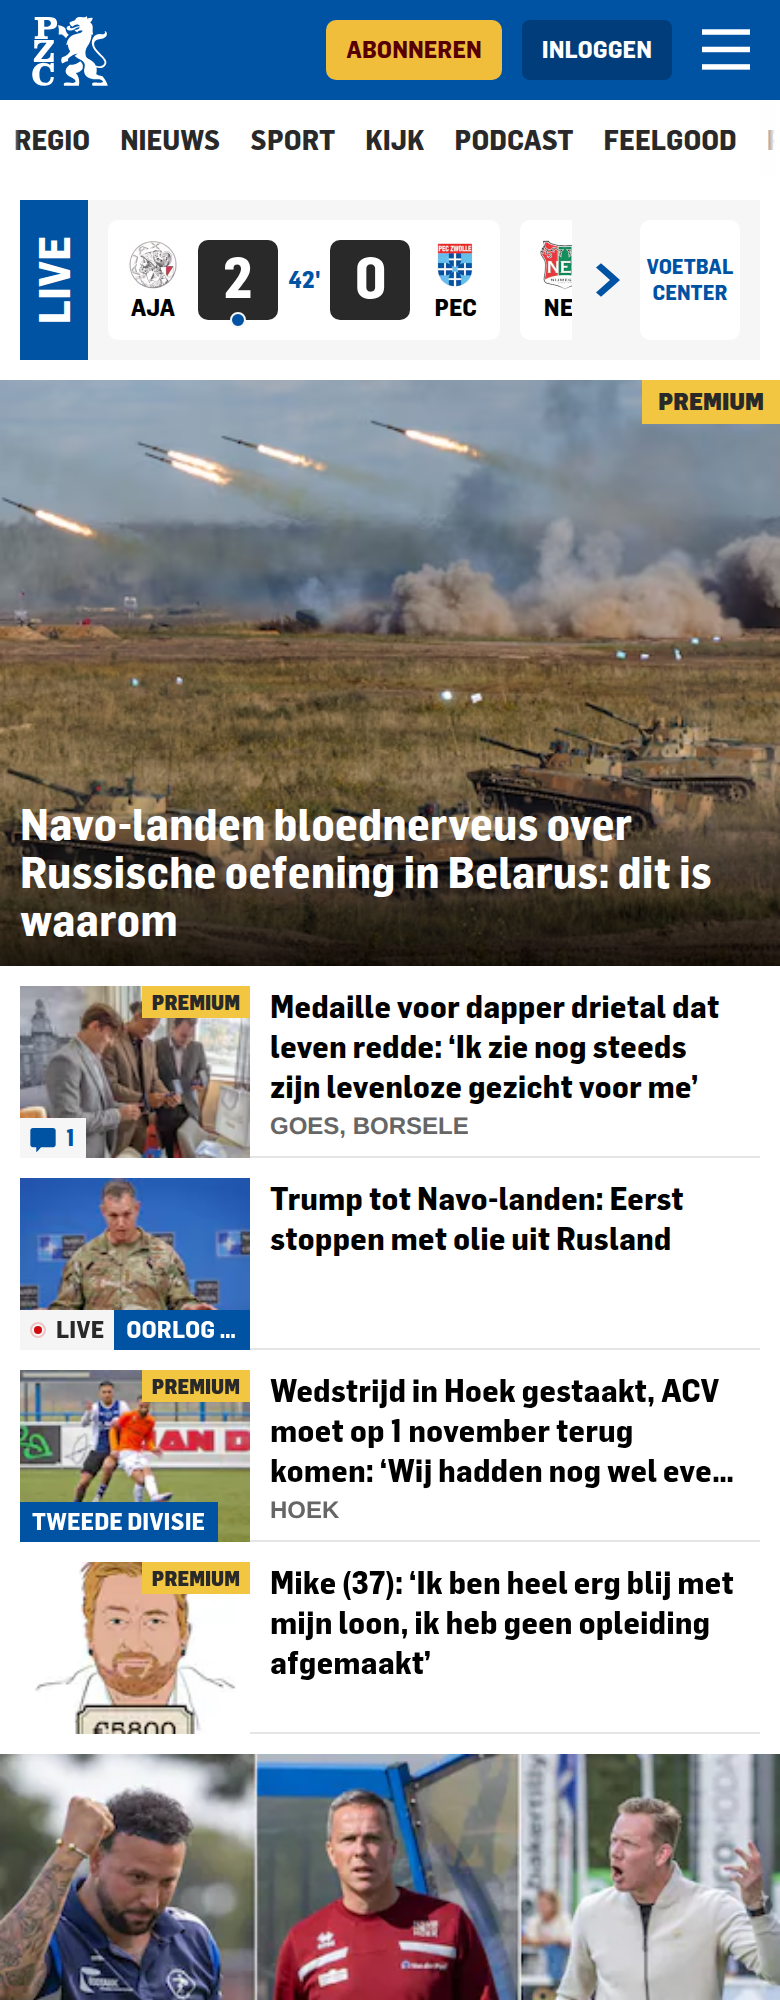 PZC
ABONNEREN
INLOGGEN
REGIO NIEUWS SPORT KIJK PODCAST FEELGOOD
LIVE
AJA
2
42'
0
PEC ZWOLLE
PEC
NE
NE
VOETBAL
CENTER
PREMIUM
Navo-landen bloednerveus over
Russische oefening in Belarus: dit is
waarom
PREMIUM
1
Medaille voor dapper drietal dat
leven redde: ‘Ik zie nog steeds
zijn levenloze gezicht voor me’
GOES, BORSELE
LIVE
OORLOG ...
Trump tot Navo-landen: Eerst
stoppen met olie uit Rusland
PREMIUM
AN D
TWEEDE DIVISIE
Wedstrijd in Hoek gestaakt, ACV
moet op 1 november terug
komen: ‘Wij hadden nog wel eve...
HOEK
PREMIUM
€5800
Mike (37): ‘Ik ben heel erg blij met
mijn loon, ik heb geen opleiding
afgemaakt’
hakertilly